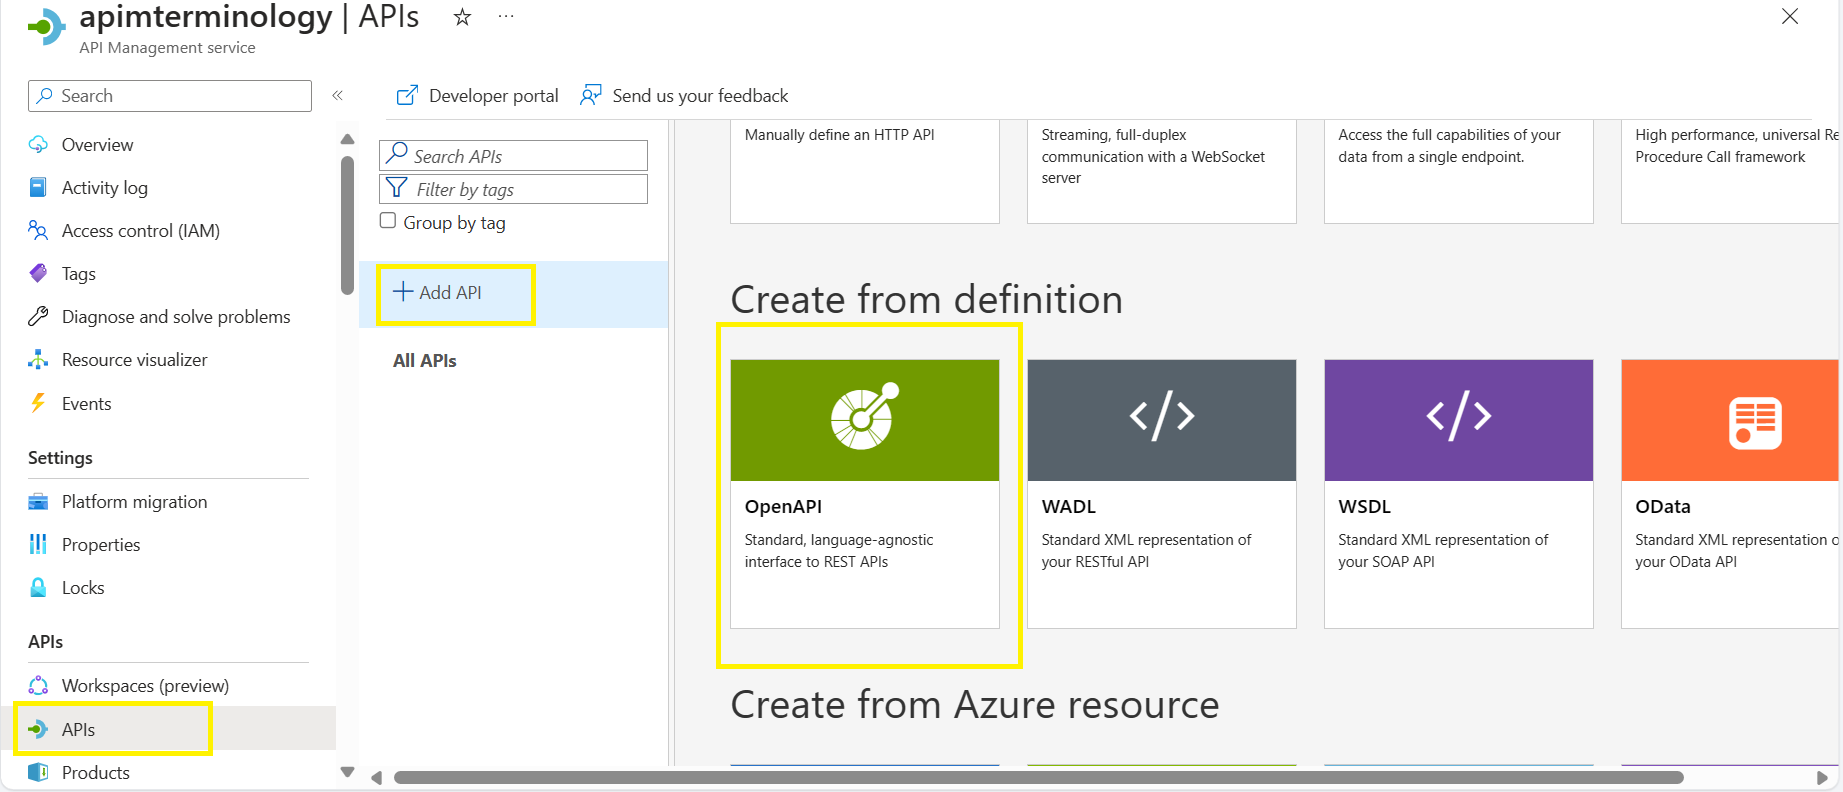 apimterminology | APIs
API Management service
Search
Overview
Activity log
Access control (IAM)
Tags
Diagnose and solve problems
Resource visualizer
Events
Settings
Platform migration
Properties
Locks
APIs
Workspaces (preview)
APIs
Products
Developer portal
Send us your feedback
Search APIs
Filter by tags
Group by tag
Add API
All APIs
Manually define an HTTP API
Streaming, full-duplex
communication with a WebSocket
server
Access the full capabilities of your
data from a single endpoint.
High performance, universal Re
Procedure Call framework
Create from definition
OpenAPI
Standard, language-agnostic
interface to REST APIs
WADL
Standard XML representation of
your RESTful API
WSDL
Standard XML representation of
your SOAP API
OData
Standard XML representation o
your OData API
Create from Azure resource